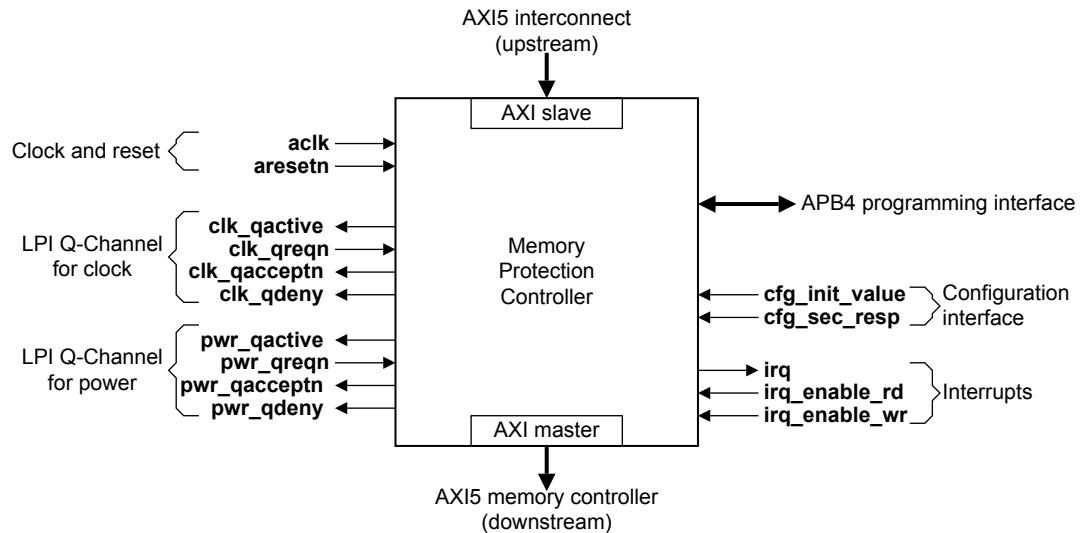 AXI5 interconnect
(upstream)
AXI slave
Clock and reset
aclk
aresetn
LPI Q-Channel
for clock
clk_qactive
clk_qreqn
clk_qacceptn
clk_qdeny
LPI Q-Channel
for power
pwr_qactive
pwr_qreqn
pwr_qacceptn
pwr_qdeny
Memory
Protection
Controller
APB4 programming interface
cfg_init_value
cfg_sec_resp
Configuration
interface
irq
irq_enable_rd
irq_enable_wr
Interrupts
AXI master
AXI5 memory controller
(downstream)